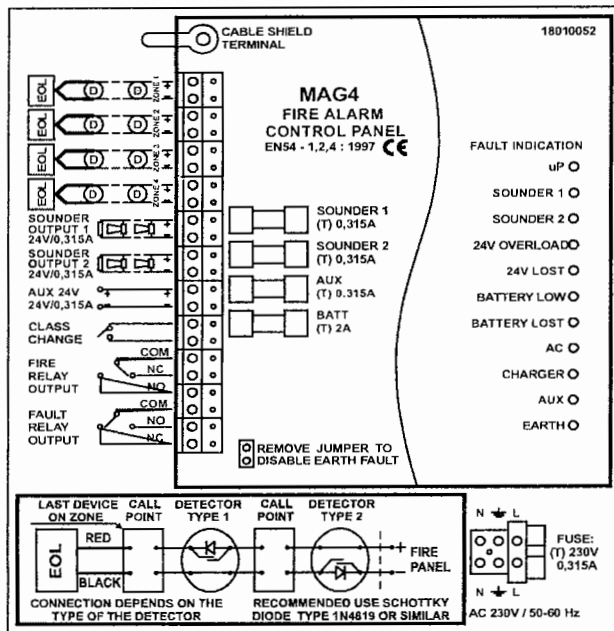 CABLE SHIELD
TERMINAL
18010052
MAG4
FIRE ALARM
CONTROL PANEL
EN54 - 1,2,4 : 1997 CE
EOL D D ZONE 1 + -
EOL D D ZONE 2 + -
EOL D D ZONE 3 + -
EOL D D ZONE 4 + -
SOUNDER
OUTPUT 1
24V/0,315A
+
-
SOUNDER
OUTPUT 2
24V/0,315A
+
-
AUX 24V
24V/0,315A
+
-
CLASS
CHANGE
FIRE
RELAY
OUTPUT
COM
NC
NO
FAULT
RELAY
OUTPUT
COM
NO
NC
SOUNDER 1
(T) 0,315A
SOUNDER 2
(T) 0,315A
AUX
(T) 0.315A
BATT
(T) 2A
REMOVE JUMPER TO
DISABLE EARTH FAULT
FAULT INDICATION
uP
SOUNDER 1
SOUNDER 2
24V OVERLOAD
24V LOST
BATTERY LOW
BATTERY LOST
AC
CHARGER
AUX
EARTH
LAST DEVICE
ON ZONE
CALL
POINT
DETECTOR
TYPE 1
CALL
POINT
DETECTOR
TYPE 2
EOL
RED
BLACK
+
-
FIRE
PANEL
CONNECTION DEPENDS ON THE
TYPE OF THE DETECTOR
RECOMMENDED USE SCHOTTKY
DIODE TYPE 1N4819 OR SIMILAR
N L
N L
FUSE:
(T) 230V
0,315A
AC 230V / 50-60 Hz